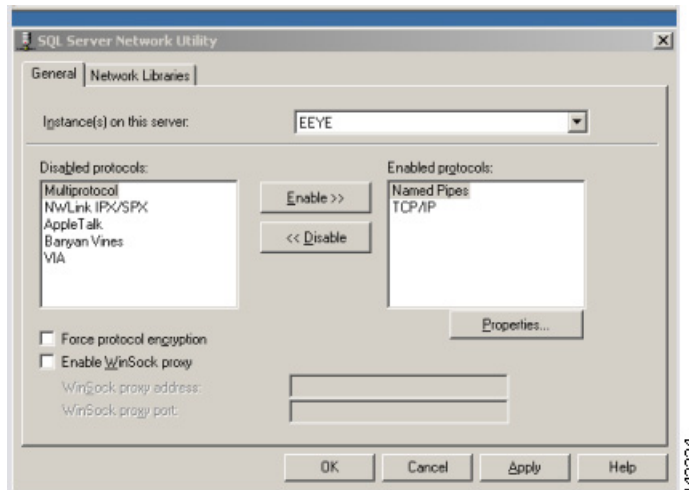 SQL Server Network Utility
General
Network Libraries
Instance(s) on this server:
EEYE
Disabled protocols:
Enabled protocols:
Multiprotocol
NWLink IPX/SPX
AppleTalk
Banyan Vines
VIA
Enable >>
<< Disable
Named Pipes
TCP/IP
Properties...
Force protocol encryption
Enable WinSock proxy
WinSock proxy address:
WinSock proxy port:
OK
Cancel
Apply
Help